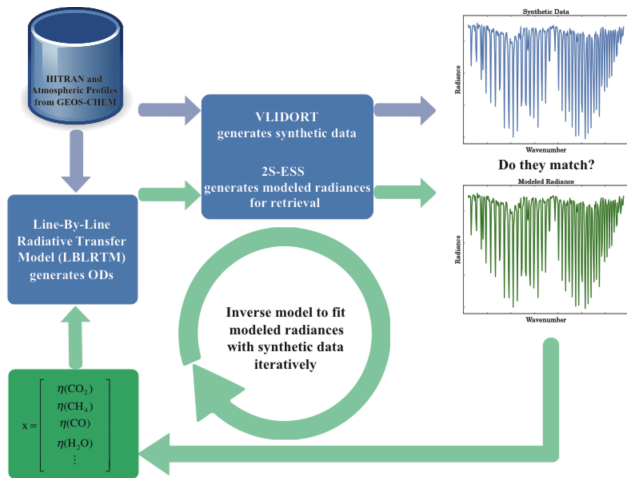 HITRAN and
Atmospheric Profiles
from GEOS-CHEM
VLIDORT
generates synthetic data
2S-ESS
generates modeled radiances
for retrieval
Synthetic Data
Radiance
Wavenumber
Do they match?
Modeled Radiance
Radiance
Wavenumber
Line-By-Line
Radiative Transfer
Model (LBLRTM)
generates ODs
Inverse model to fit
modeled radiances
with synthetic data
iteratively
η(CO₂)
η(CH₄)
x = η(CO)
η(H₂O)
⋮